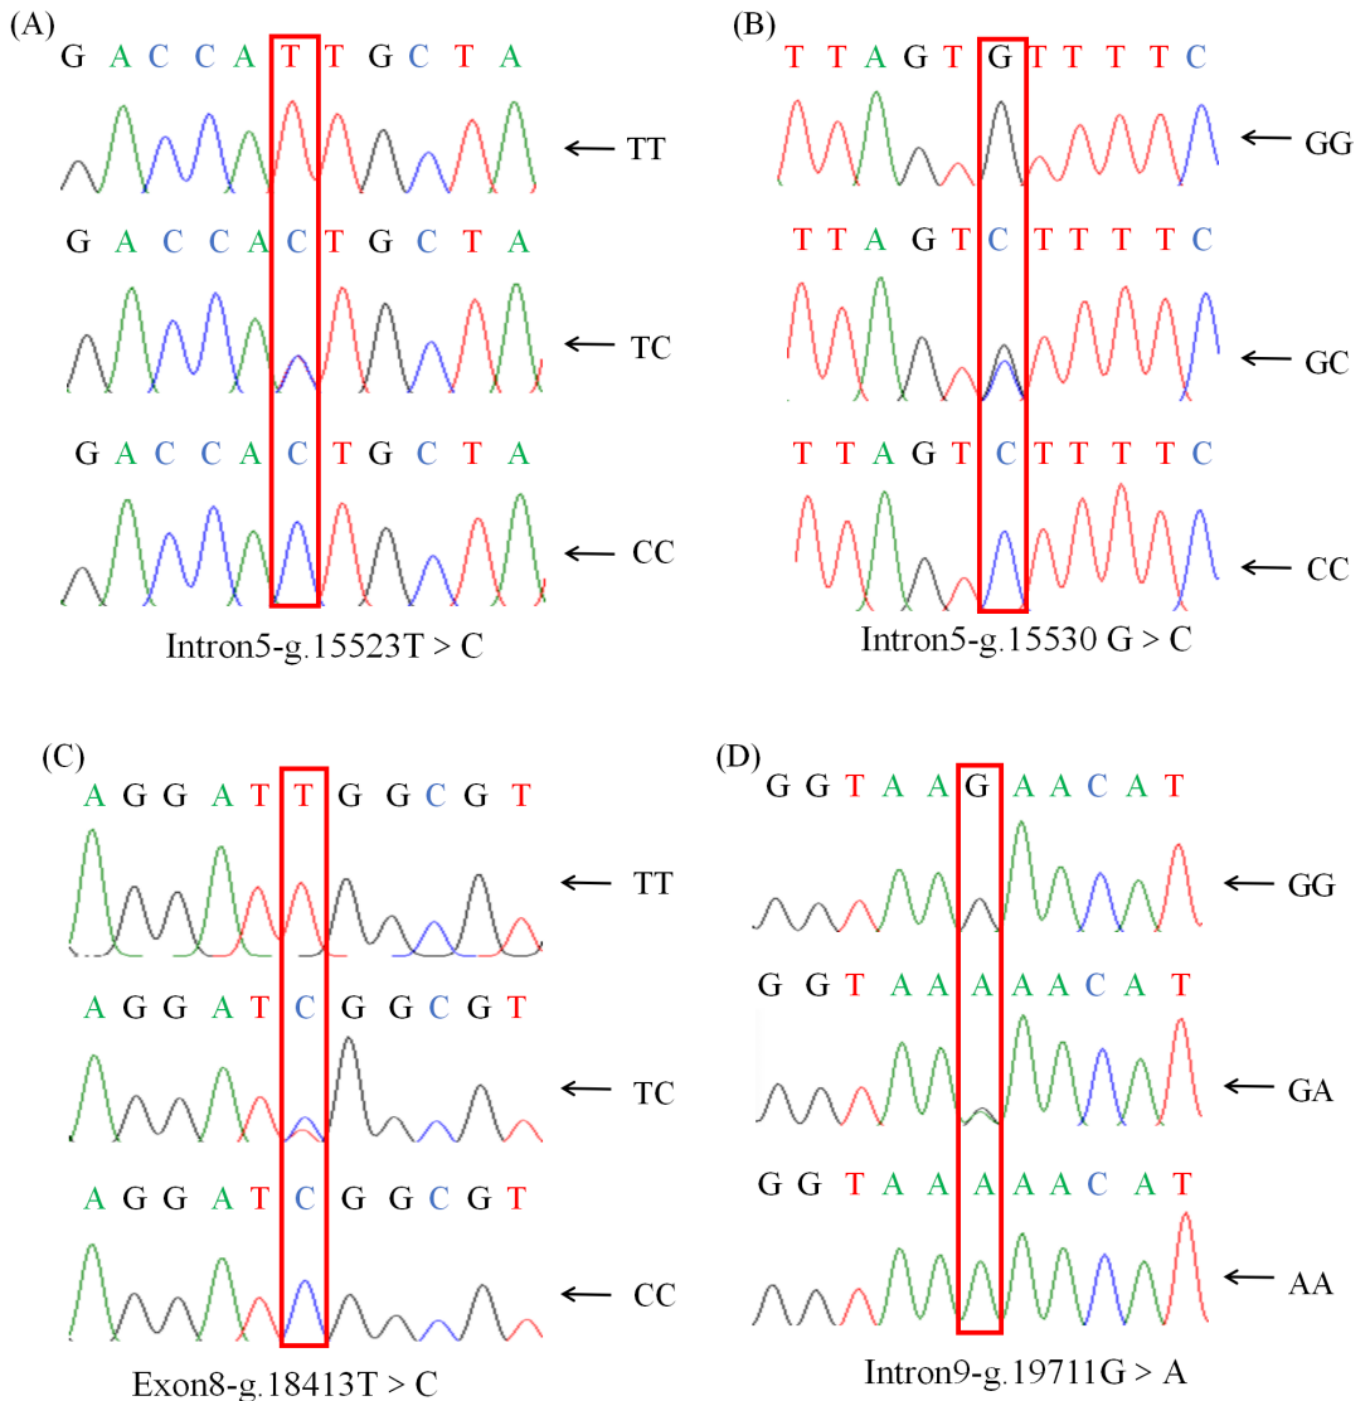 (A)
G A C C A T T G C T A
TT
G A C C A C T G C T A
TC
G A C C A C T G C T A
CC
Intron5-g.15523T > C
(B)
T T A G T G T T T T C
GG
T T A G T C T T T T C
GC
T T A G T C T T T T C
CC
Intron5-g.15530 G > C
(C)
A G G A T T G G C G T
TT
A G G A T C G G C G T
TC
A G G A T C G G C G T
CC
Exon8-g.18413T > C
(D)
G G T A A G A A C A T
GG
G G T A A A A A C A T
GA
G G T A A A A A C A T
AA
Intron9-g.19711G > A